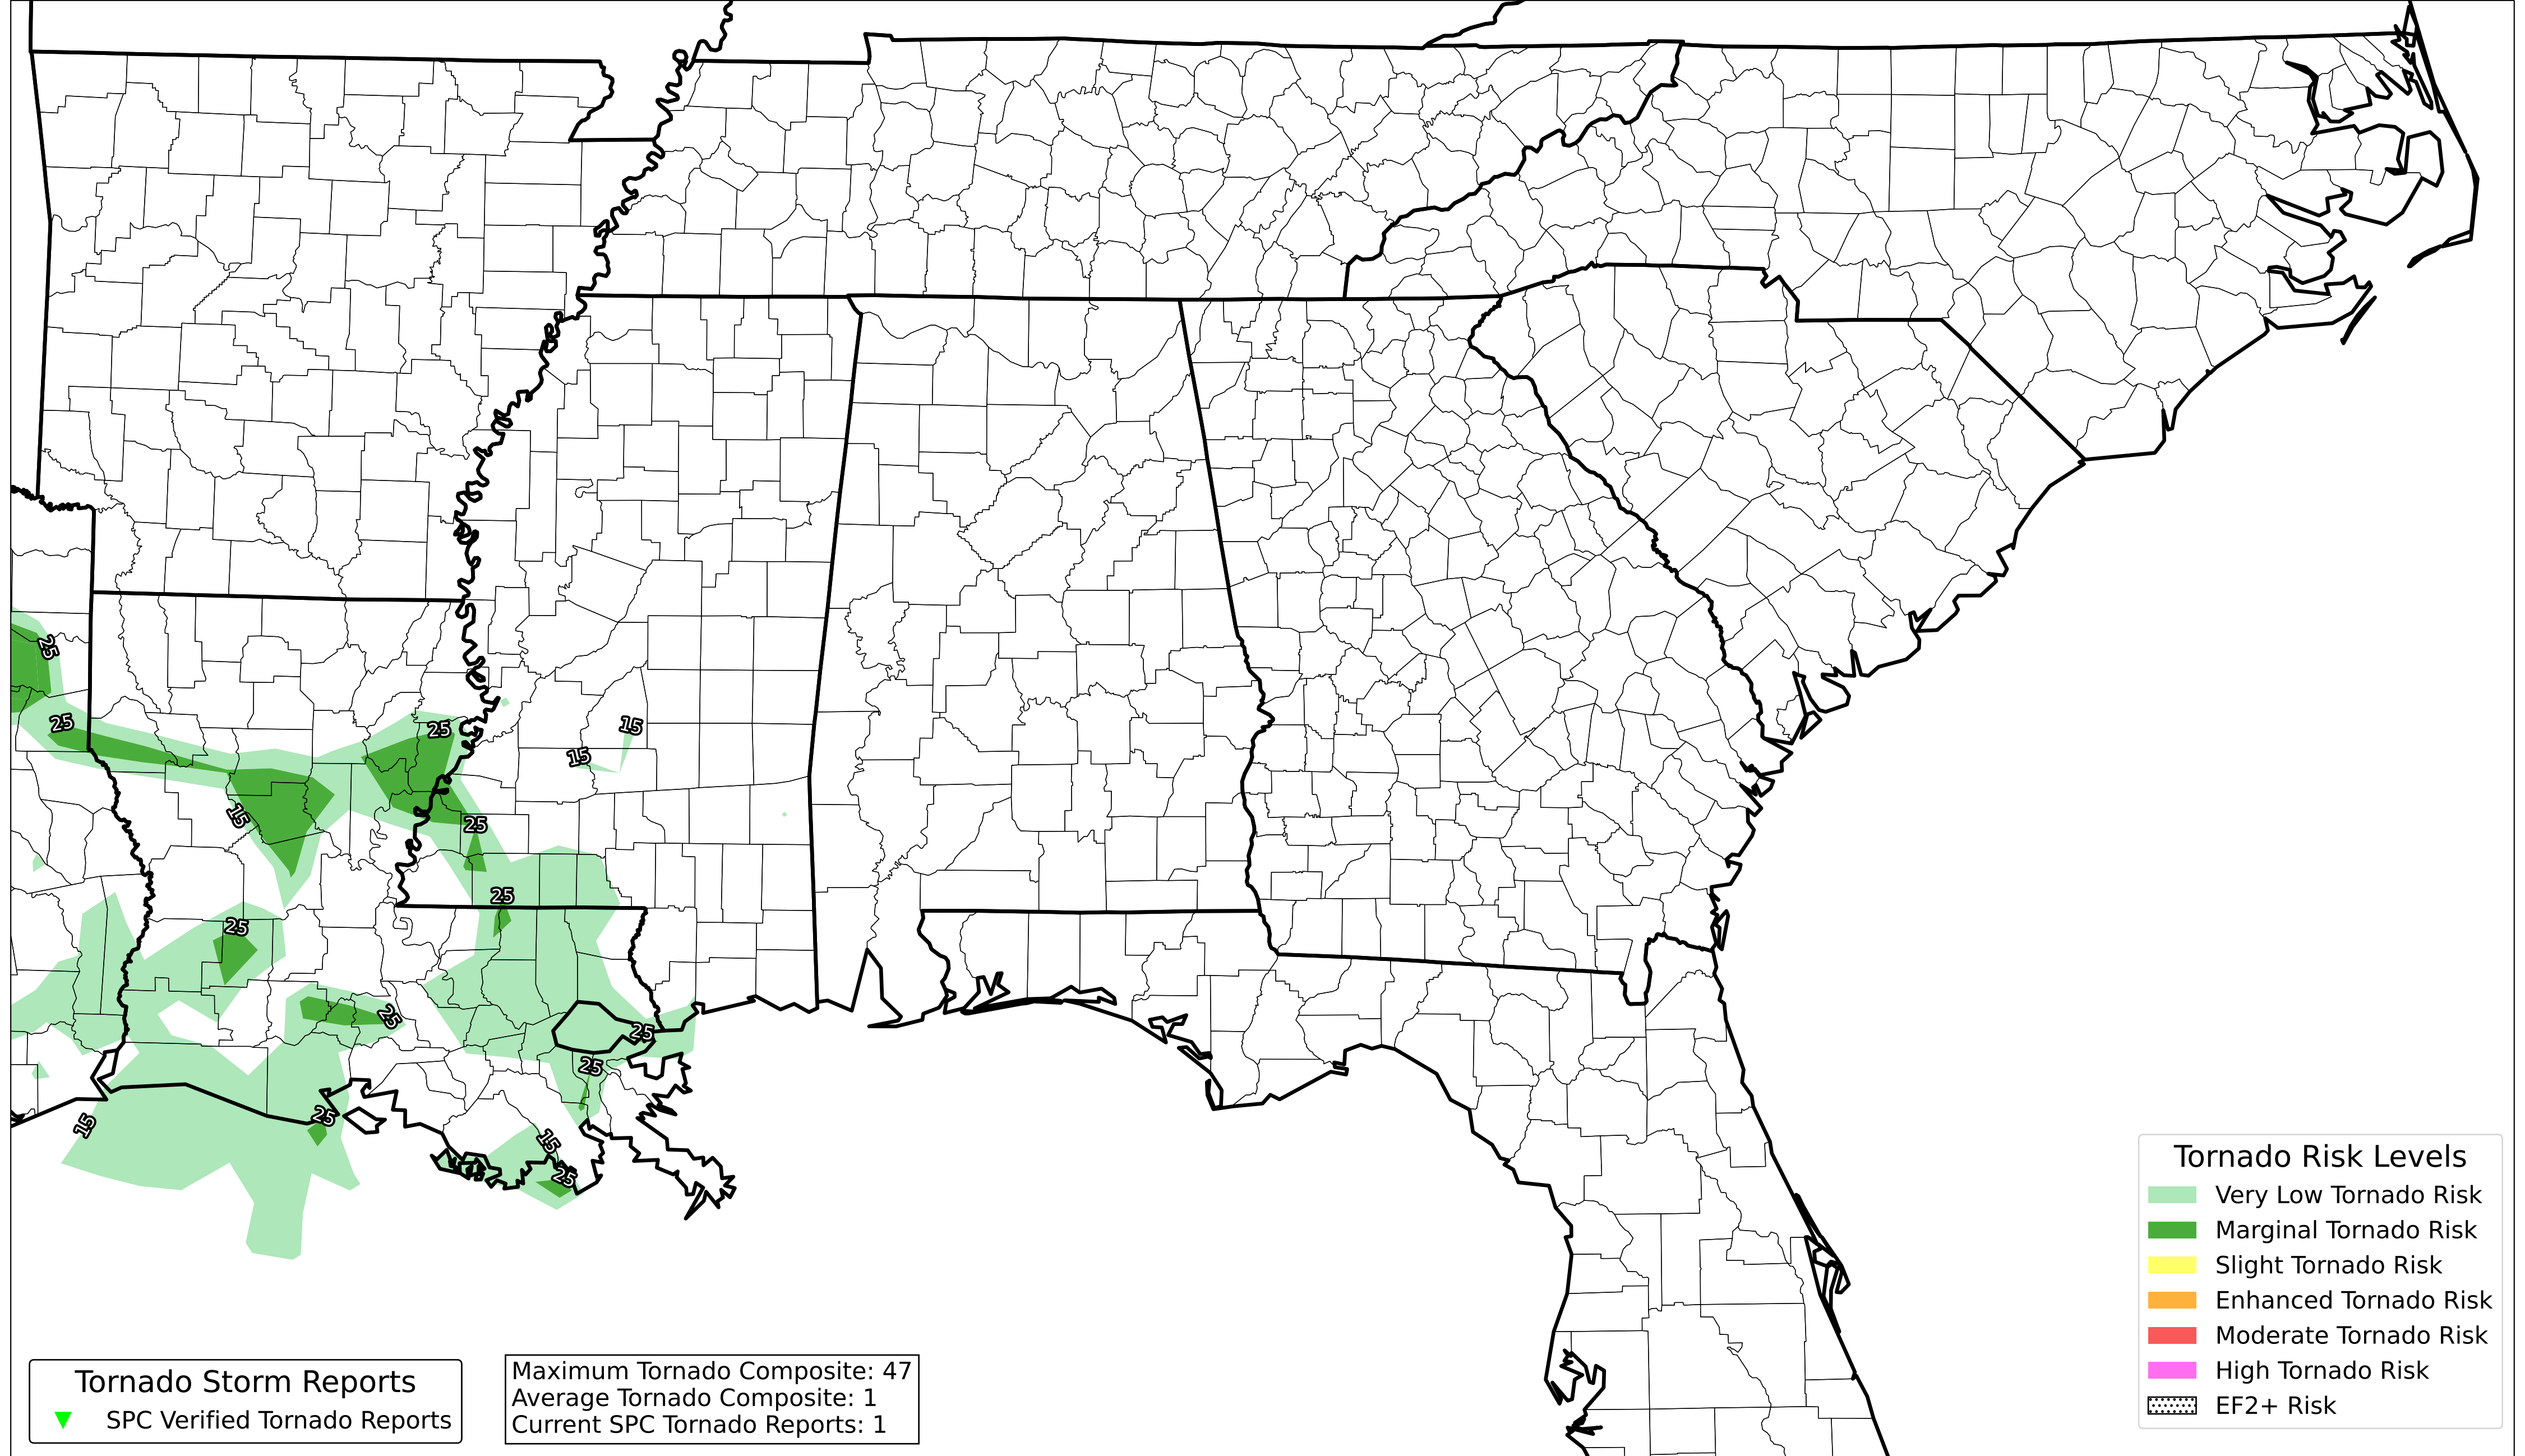 25
25
25
15
15
15
25
25
25
25
25
25
25
15
15
25
Tornado Risk Levels
Very Low Tornado Risk
Marginal Tornado Risk
Slight Tornado Risk
Enhanced Tornado Risk
Moderate Tornado Risk
High Tornado Risk
EF2+ Risk
Tornado Storm Reports
SPC Verified Tornado Reports
Maximum Tornado Composite: 47
Average Tornado Composite: 1
Current SPC Tornado Reports: 1